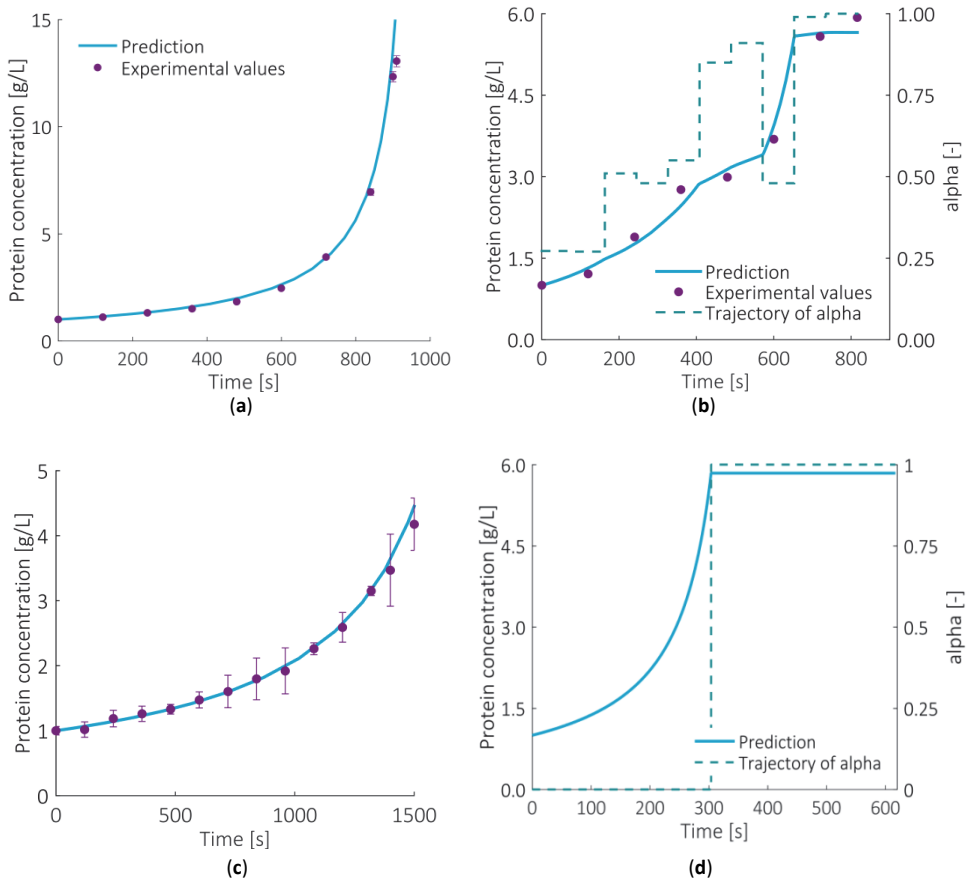 Protein concentration [g/L]
15
10
5
0
Prediction
Experimental values
0 200 400 600 800 1000
Time [s]
(a)
Protein concentration [g/L]
6.0
4.5
3.0
1.5
0.0
Prediction
Experimental values
Trajectory of alpha
1.00
0.75
0.50
0.25
0.00
alpha [-]
0 200 400 600 800
Time [s]
(b)
Protein concentration [g/L]
5
4
3
2
1
0
0 500 1000 1500
Time [s]
(c)
Protein concentration [g/L]
6.0
4.5
3.0
1.5
0.0
Prediction
Trajectory of alpha
1
0.75
0.5
0.25
0
alpha [-]
0 100 200 300 400 500 600
Time [s]
(d)